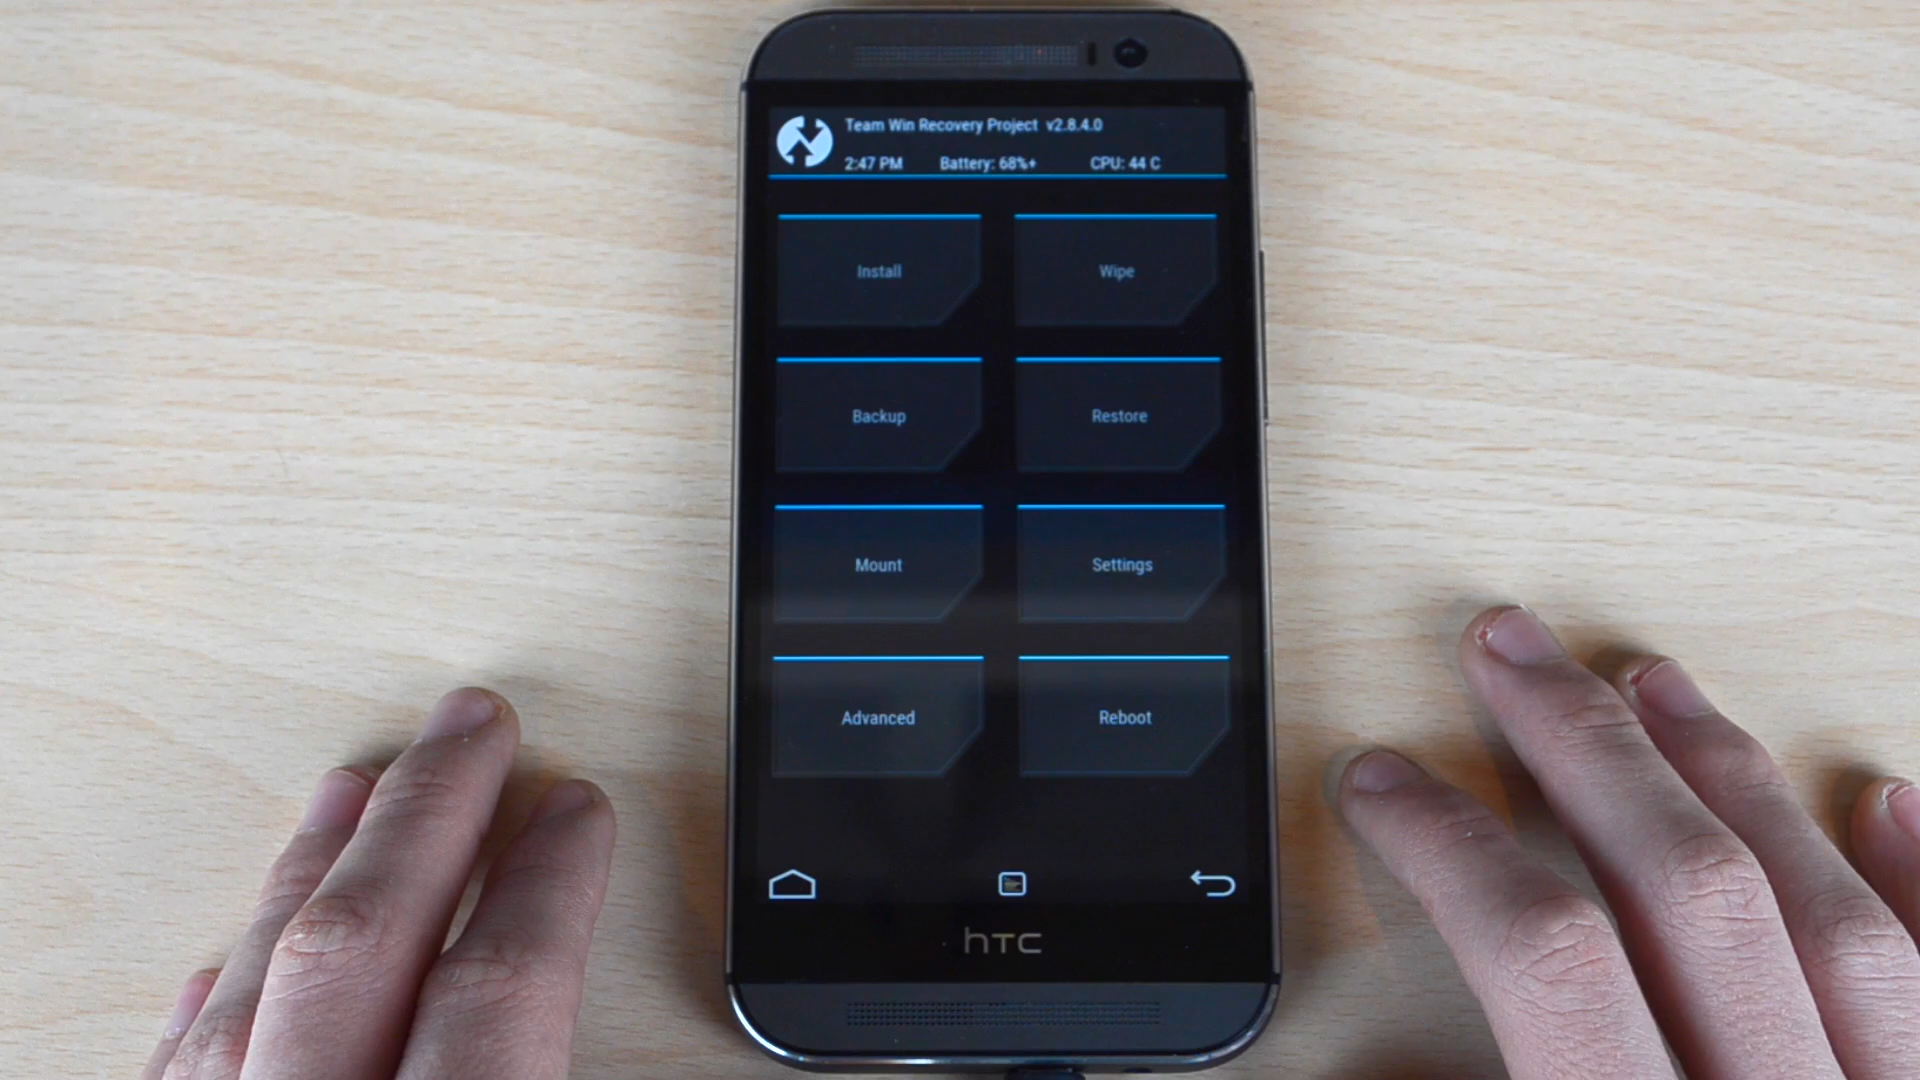 Team Win Recovery Project v2.8.4.0
2:47 PM Battery: 68%+ CPU: 44 C
Install Wipe
Backup Restore
Mount Settings
Advanced Reboot
hTC